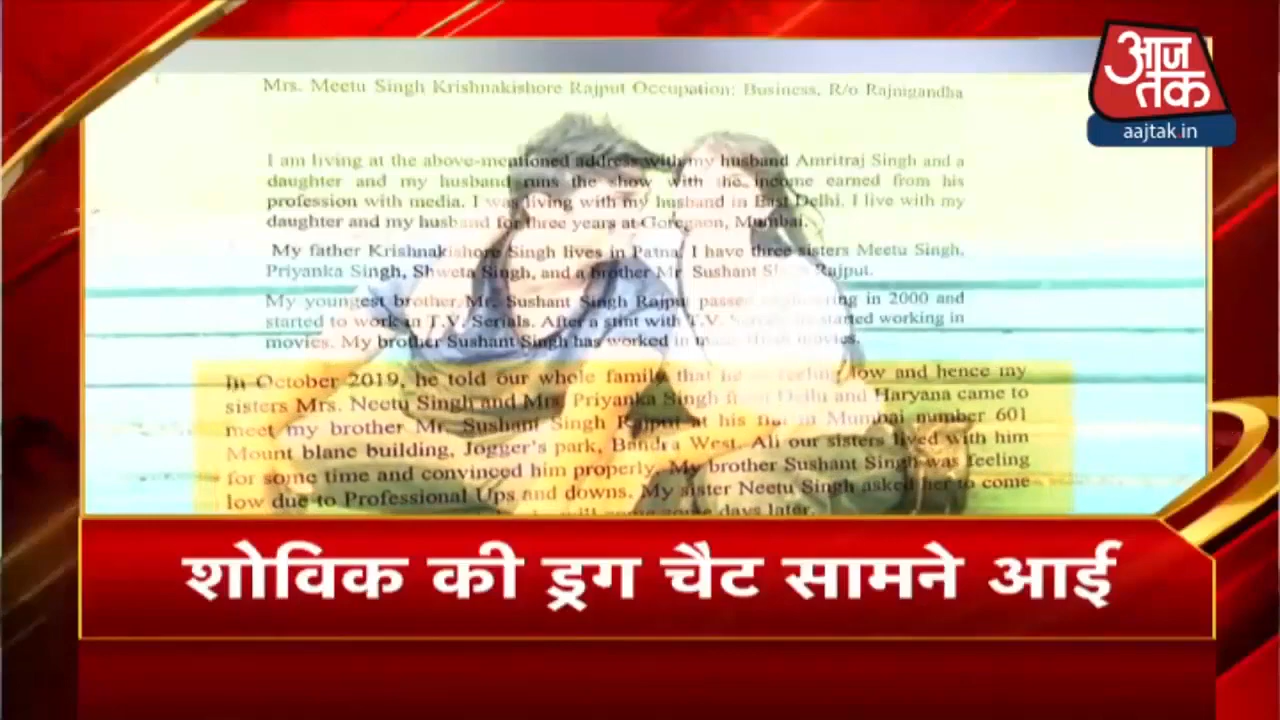 आज
तक
aajtak.in
Mrs. Meetu Singh Krishnakishore Rajput Occupation: Business, R/o Rajnigandha
I am living at the above-mentioned address with my husband Amritraj Singh and a
daughter and my husband runs the show with the income earned from his
profession with media. I was living with my husband in East Delhi. I live with my
daughter and my husband for three years at Goregaon, Mumbai.
My father Krishnakishore Singh lives in Patna. I have three sisters Meetu Singh,
Priyanka Singh, Shweta Singh, and a brother Mr. Sushant Rajput.
My youngest brother Mr. Sushant Singh Rajput passed in 2000 and
started to work in T.V. Serials. After a stint with T.V. started working in
movies. My brother Sushant Singh has worked in movies.
In October 2019, he told our whole family that he feeling low and hence my
sisters Mrs. Neetu Singh and Mrs. Priyanka Singh from Delhi and Haryana came to
meet my brother Mr. Sushant Singh Rajput at his flat in Mumbai number 601
Mount blanc building, Jogger's park, Bandra West. All our sisters lived with him
for some time and convinced him properly. My brother Sushant Singh was feeling
low due to Professional Ups and downs. My sister Neetu Singh asked her to come
some days later.
शोविक की ड्रग चैट सामने आई